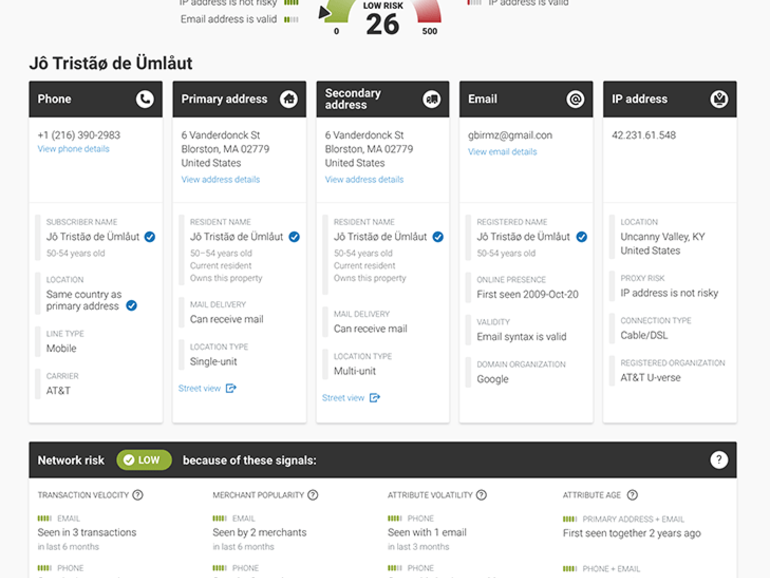 IP address is not risky
Email address is valid
LOW RISK
26
0
500
IP address is valid
Jô Tristãø de Ümlåut
Phone
+1 (216) 390-2983
View phone details
SUBSCRIBER NAME
Jô Tristãø de Ümlåut
50-54 years old
LOCATION
Same country as
primary address
LINE TYPE
Mobile
CARRIER
AT&T
Primary address
6 Vanderdonck St
Blorston, MA 02779
United States
View address details
RESIDENT NAME
Jô Tristãø de Ümlåut
50–54 years old
Current resident
Owns this property
MAIL DELIVERY
Can receive mail
LOCATION TYPE
Single-unit
Street view
Secondary
address
6 Vanderdonck St
Blorston, MA 02779
United States
View address details
RESIDENT NAME
Jô Tristãø de Ümlåut
50-54 years old
Current resident
Owns this property
MAIL DELIVERY
Can receive mail
LOCATION TYPE
Multi-unit
Street view
Email
gbirmz@gmail.con
View email details
REGISTERED NAME
Jô Tristãø de Ümlåut
50-54 years old
ONLINE PRESENCE
First seen 2009-Oct-20
VALIDITY
Email syntax is valid
DOMAIN ORGANIZATION
Google
IP address
42.231.61.548
LOCATION
Uncanny Valley, KY
United States
PROXY RISK
IP address is not risky
CONNECTION TYPE
Cable/DSL
REGISTERED ORGANIZATION
AT&T U-verse
Network risk LOW because of these signals: ?
TRANSACTION VELOCITY ?
EMAIL
Seen in 3 transactions
in last 6 months
PHONE
MERCHANT POPULARITY ?
EMAIL
Seen by 2 merchants
in last 6 months
PHONE
ATTRIBUTE VOLATILITY ?
PHONE
Seen with 1 email
in last 3 months
PHONE
ATTRIBUTE AGE ?
PRIMARY ADDRESS + EMAIL
First seen together 2 years ago
PHONE + EMAIL